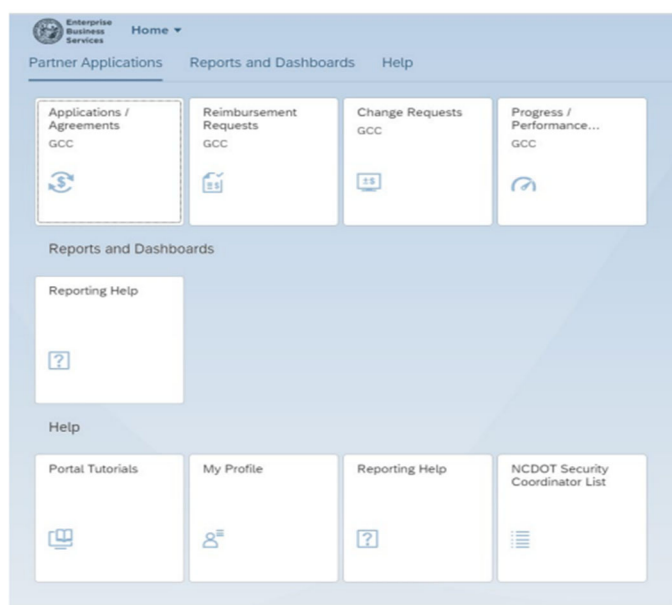 Enterprise
Business
Services
Home
Partner Applications
Reports and Dashboards
Help
Applications /
Agreements
GCC
Reimbursement
Requests
GCC
Change Requests
GCC
Progress /
Performance...
GCC
Reports and Dashboards
Reporting Help
Help
Portal Tutorials
My Profile
Reporting Help
NCDOT Security
Coordinator List